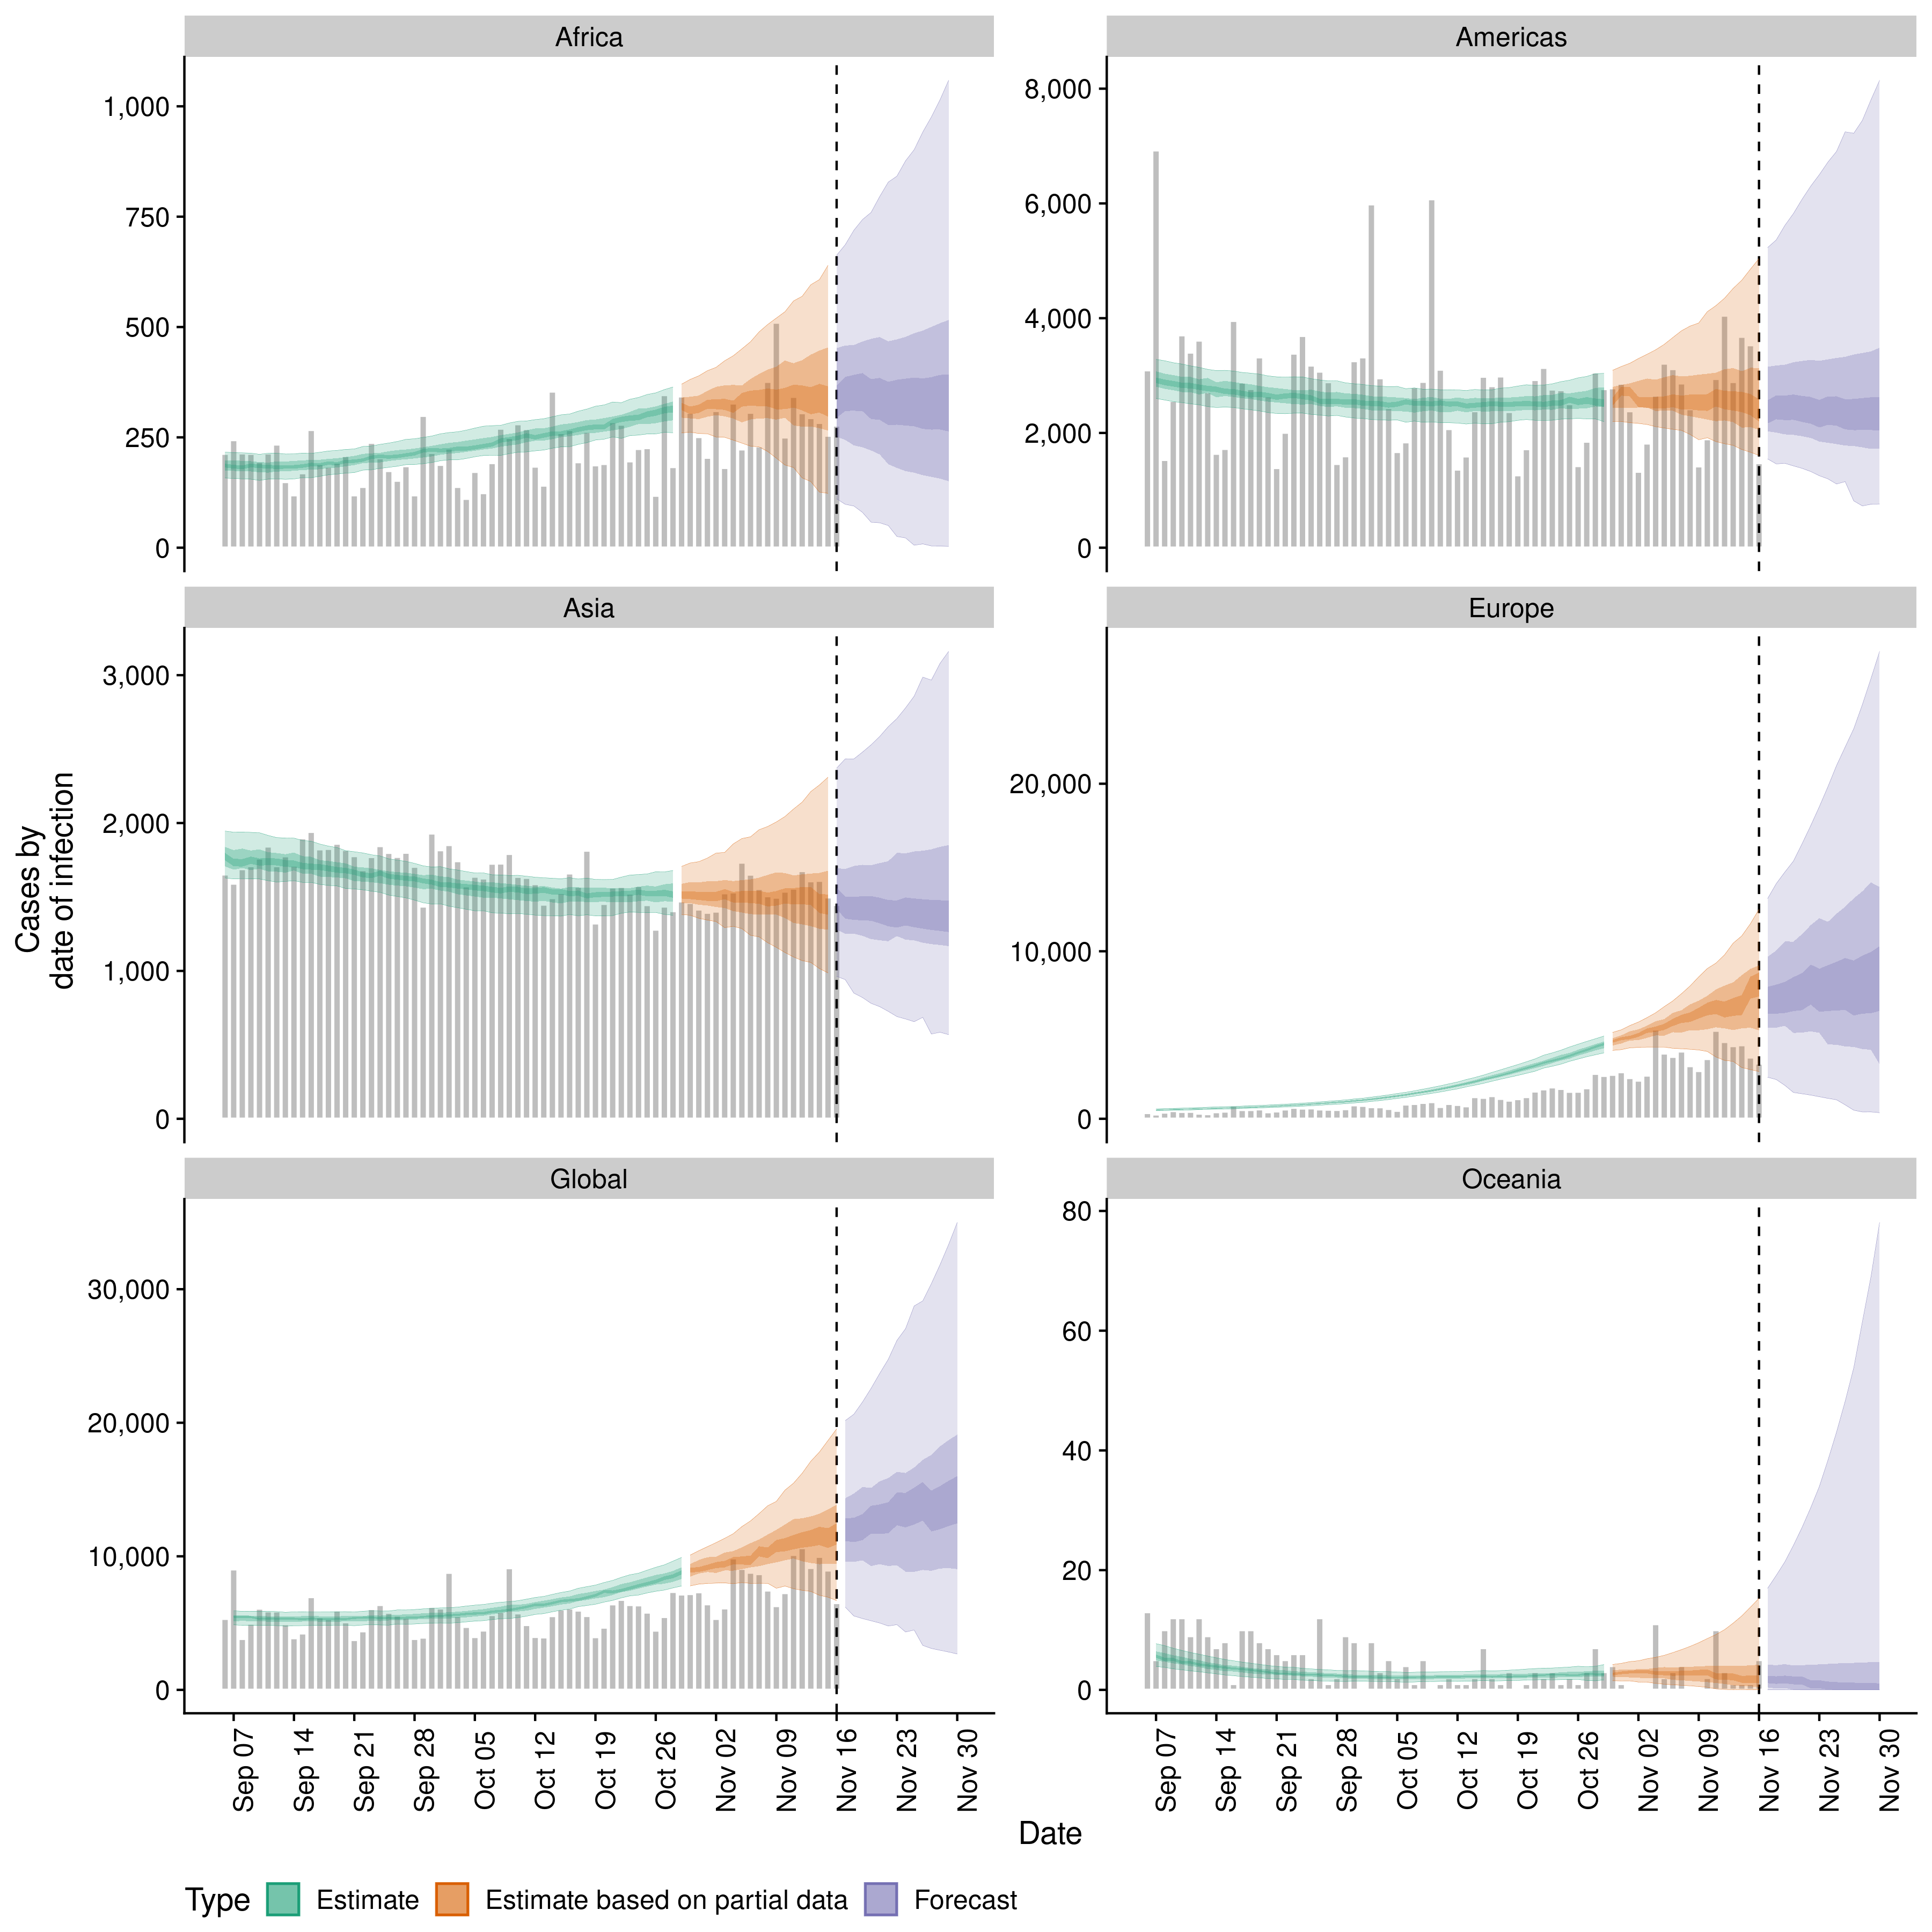 Africa
Americas
1,000
750
500
250
0
8,000
6,000
4,000
2,000
0
Asia
Europe
3,000
2,000
1,000
0
20,000
10,000
0
Cases by
date of infection
Global
Oceania
30,000
20,000
10,000
0
80
60
40
20
0
Sep 07
Sep 14
Sep 21
Sep 28
Oct 05
Oct 12
Oct 19
Oct 26
Nov 02
Nov 09
Nov 16
Nov 23
Nov 30
Sep 07
Sep 14
Sep 21
Sep 28
Oct 05
Oct 12
Oct 19
Oct 26
Nov 02
Nov 09
Nov 16
Nov 23
Nov 30
Date
Type Estimate Estimate based on partial data Forecast